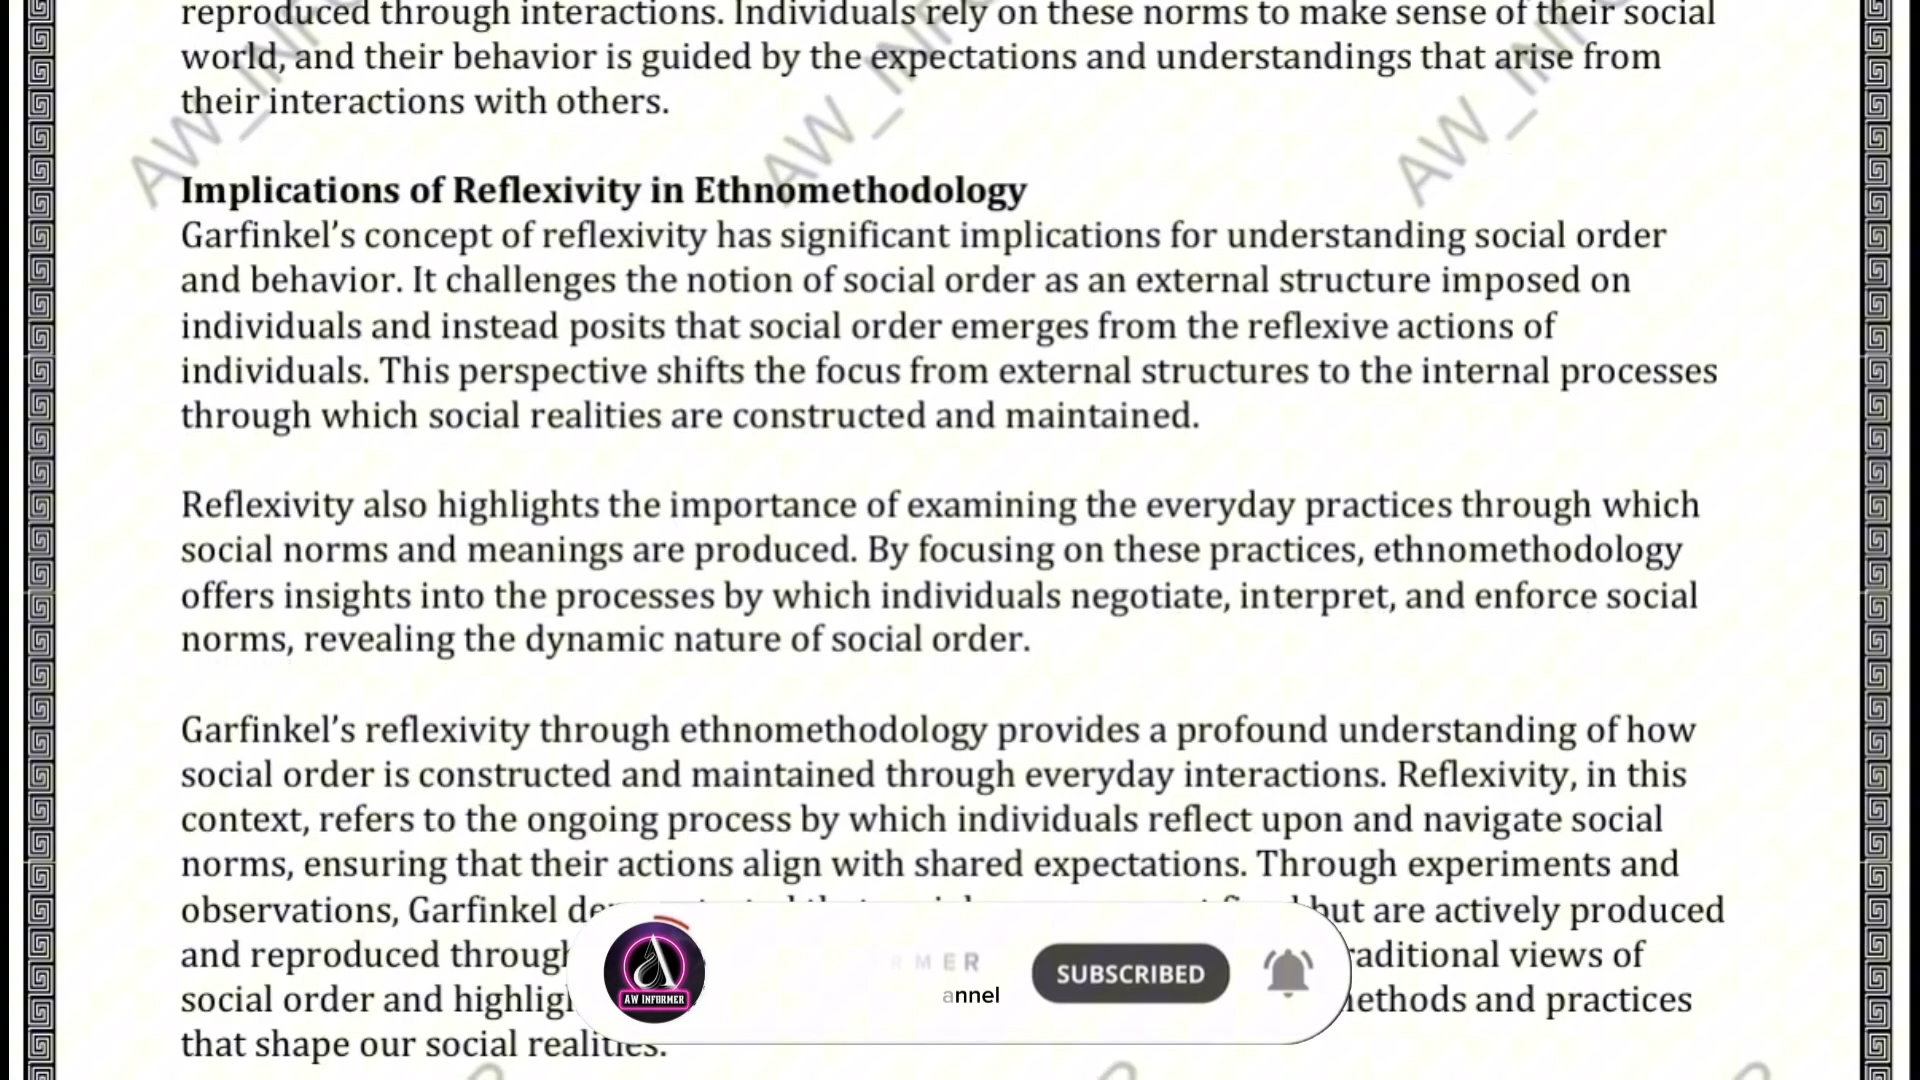 reproduced through interactions. Individuals rely on these norms to make sense of their social
world, and their behavior is guided by the expectations and understandings that arise from
their interactions with others.
Implications of Reflexivity in Ethnomethodology
Garfinkel’s concept of reflexivity has significant implications for understanding social order
and behavior. It challenges the notion of social order as an external structure imposed on
individuals and instead posits that social order emerges from the reflexive actions of
individuals. This perspective shifts the focus from external structures to the internal processes
through which social realities are constructed and maintained.
Reflexivity also highlights the importance of examining the everyday practices through which
social norms and meanings are produced. By focusing on these practices, ethnomethodology
offers insights into the processes by which individuals negotiate, interpret, and enforce social
norms, revealing the dynamic nature of social order.
Garfinkel’s reflexivity through ethnomethodology provides a profound understanding of how
social order is constructed and maintained through everyday interactions. Reflexivity, in this
context, refers to the ongoing process by which individuals reflect upon and navigate social
norms, ensuring that their actions align with shared expectations. Through experiments and
observations, Garfinkel but are actively produced
and reproduced views of
social order and and practices
that shape our social realities.
AW INFORMER
SUBSCRIBED